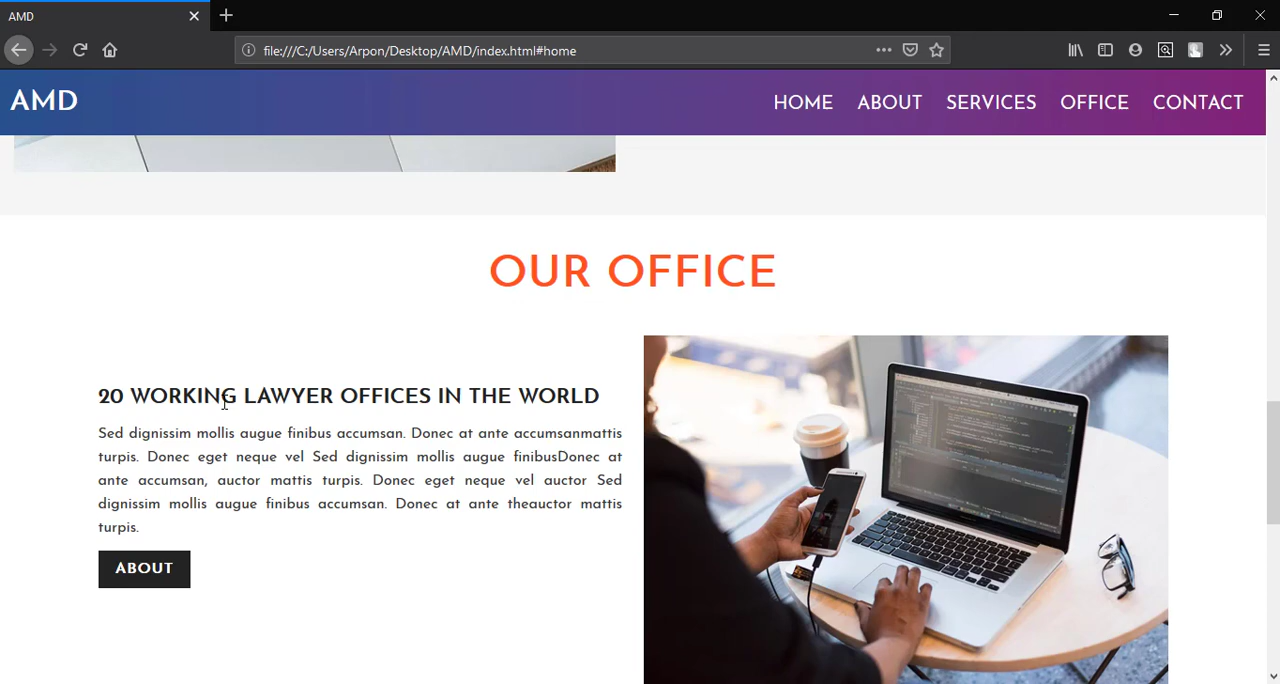 AMD
file:///C:/Users/Arpon/Desktop/AMD/index.html#home
AMD
HOME ABOUT SERVICES OFFICE CONTACT
OUR OFFICE
20 WORKING LAWYER OFFICES IN THE WORLD
Sed dignissim mollis augue finibus accumsan. Donec at ante accumsanmattis
turpis. Donec eget neque vel Sed dignissim mollis augue finibusDonec at
ante accumsan, auctor mattis turpis. Donec eget neque vel auctor Sed
dignissim mollis augue finibus accumsan. Donec at ante theauctor mattis
turpis.
ABOUT